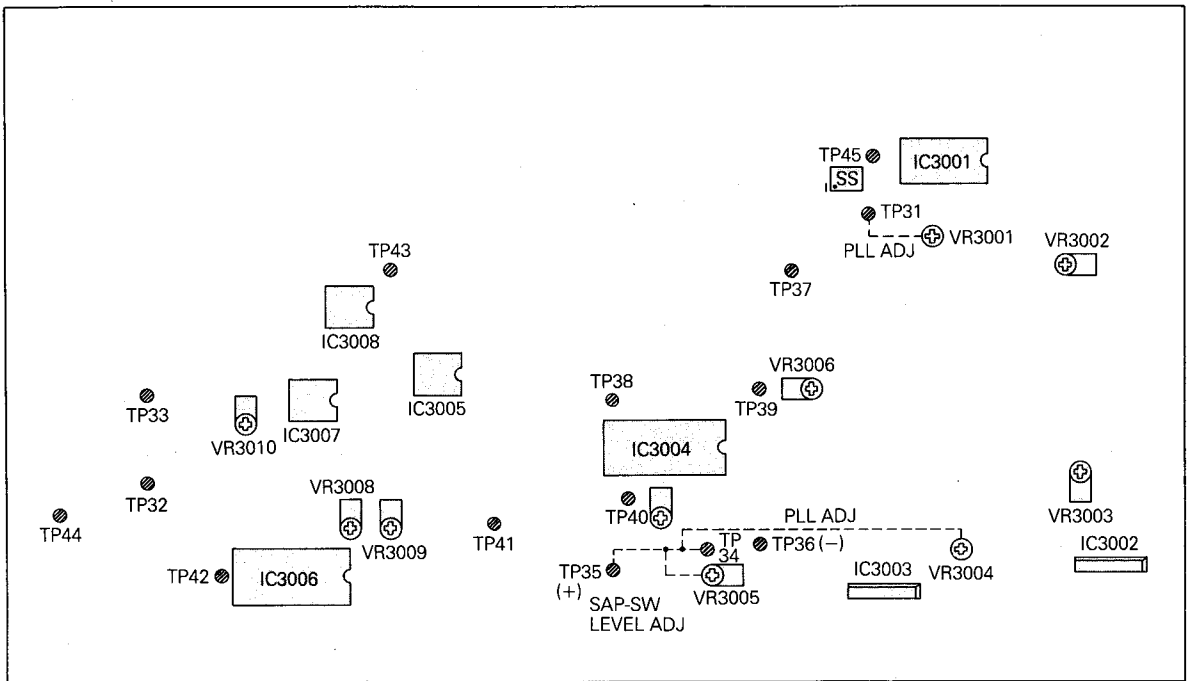 TP45
IC3001
SS
TP31
VR3001
PLL ADJ
VR3002
TP43
TP37
IC3008
VR3006
TP38
TP39
IC3005
TP33
IC3007
VR3010
IC3004
VR3008
TP32
TP40
VR3003
TP44
VR3009
TP41
PLL ADJ
TP
34
TP36 (−)
IC3002
TP42
IC3006
TP35
(+)
VR3005
IC3003
VR3004
SAP-SW
LEVEL ADJ